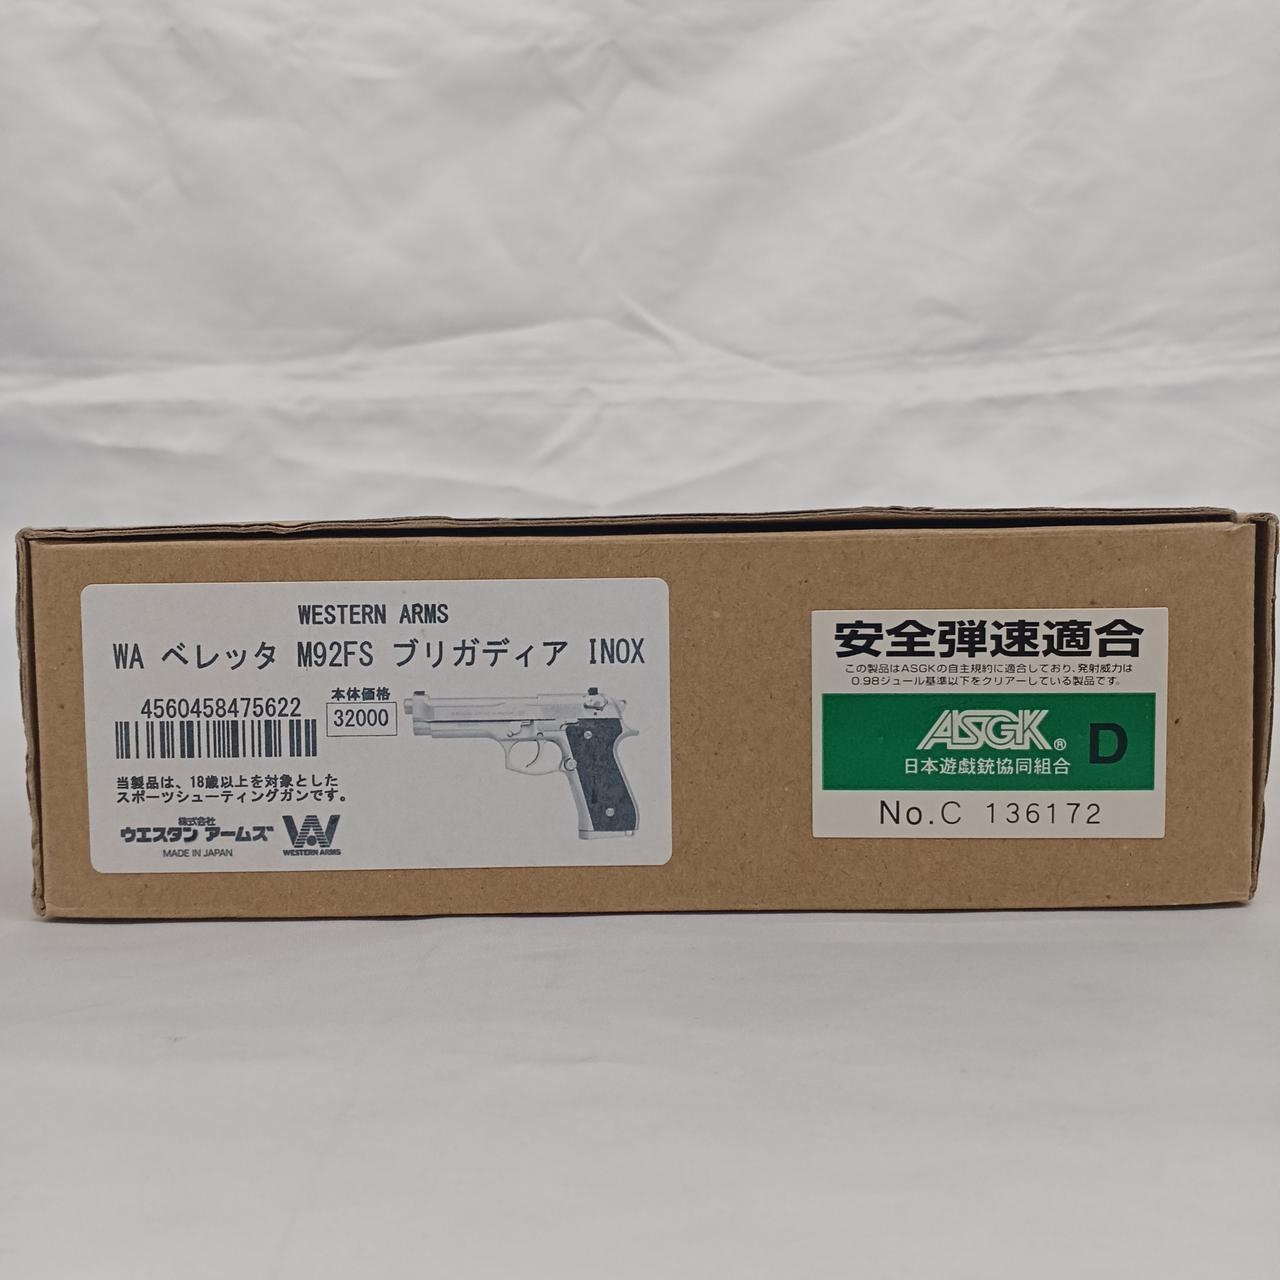 WESTERN ARMS
WA ベレッタ M92FS ブリガディア INOX
4560458475622
本体価格
32000
当製品は、18歳以上を対象とした
スポーツシューティングガンです。
株式会社
ウエスタン アームズ
MADE IN JAPAN
WESTERN ARMS
安全弾速適合
この製品はASGKの自主規約に適合しており、発射威力は
0.98ジュール基準以下をクリアーしている製品です。
ASGK® D
日本遊戯銃協同組合
No.C 136172